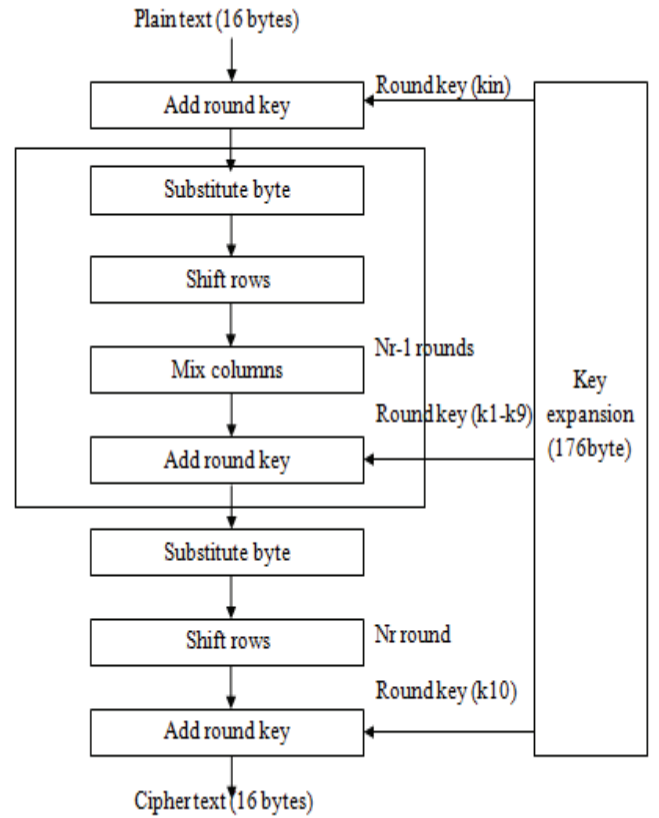 Plain text (16 bytes)
Round key (kin)
Add round key
Substitute byte
Shift rows
Nr-1 rounds
Mix columns
Key
expansion
(176byte)
Round key (k1-k9)
Add round key
Substitute byte
Shift rows
Nr round
Round key (k10)
Add round key
Cipher text (16 bytes)